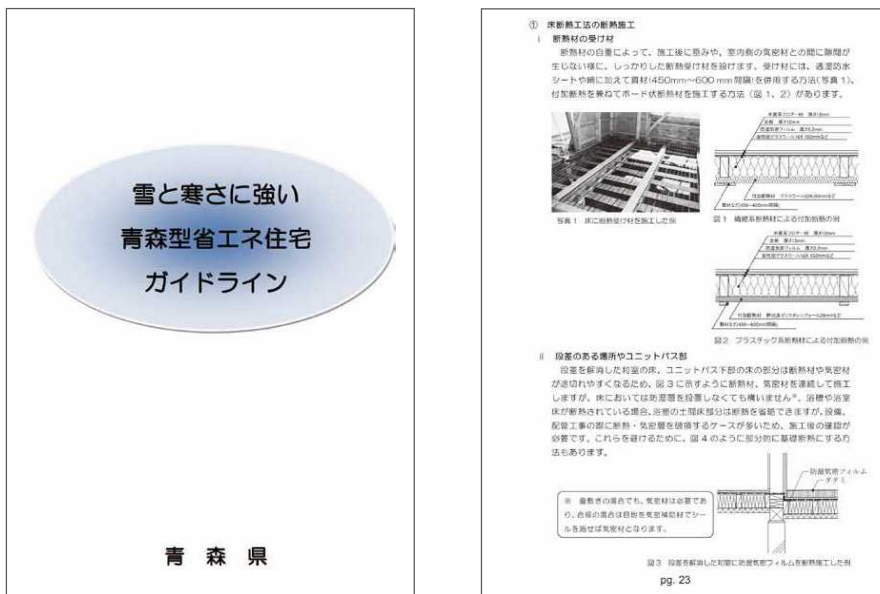 雪と寒さに強い
青森型省エネ住宅
ガイドライン
青森県
① 床断熱工法の断熱施工
ⅰ 断熱材の受け材
断熱材の自重によって、施工後に垂みや、室内側の気密材との間に隙間が
生じない様に、しっかりした断熱受け材を設けます。受け材には、透湿防水
シートや網に加えて貫材(450mm～600mm間隔)を併用する方法(写真1)、
付加断熱を兼ねてボード状断熱材を施工する方法(図1、2)があります。
写真1 床に断熱受け材を施工した例
図1 繊維系断熱材による付加断熱の例
図2 プラスチック系断熱材による付加断熱の例
ⅱ 段差のある場所やユニットバス部
段差を解消した和室の床、ユニットバス下部の床の部分は断熱材や気密材
が途切れやすくなるため、図3に示すように断熱材、気密材を連続して施工
しますが、床においては防湿層を設置しなくても構いません※。浴槽や浴室
床が断熱されている場合、浴室の土間床部分は断熱を省略できますが、設備、
配管工事の際に断熱・気密層を破損するケースが多いため、施工後の確認が
必要です。これらを避けるために、図4のように部分的に基礎断熱にする方
法もあります。
防湿気密フィルム
タタミ
※ 畳敷きの場合でも、気密材は必要であ
り、合板の場合は目地を気密補助材でシー
ルを施せば気密材となります。
図3 段差を解消した和室に防湿気密フィルムを断熱施工した例
pg. 23